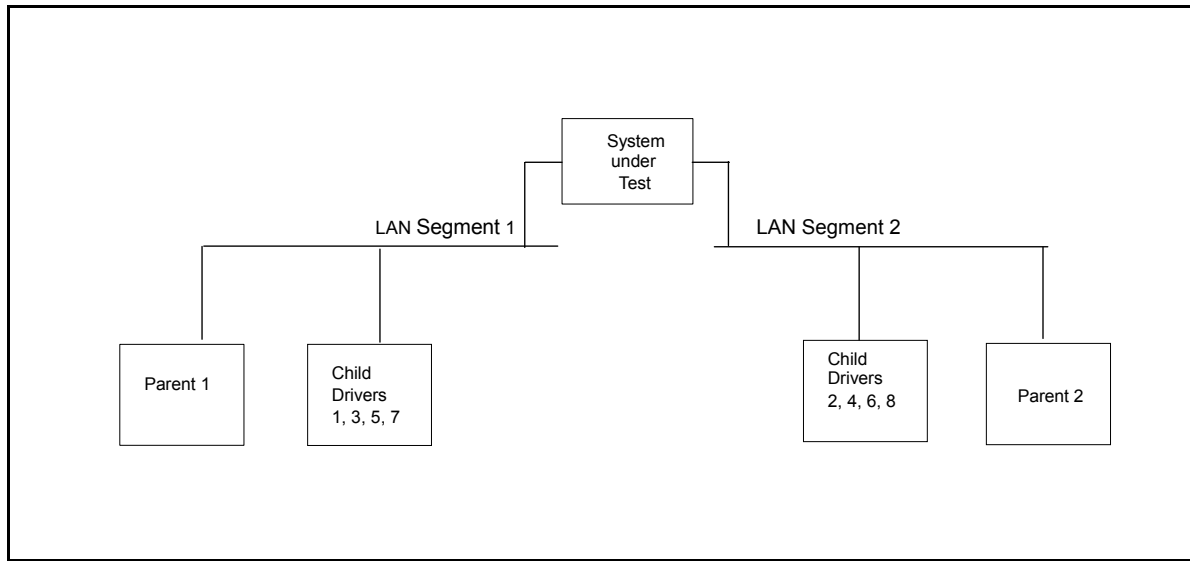 System
under
Test
LAN Segment 1
LAN Segment 2
Parent 1
Child
Drivers
1, 3, 5, 7
Child
Drivers
2, 4, 6, 8
Parent 2